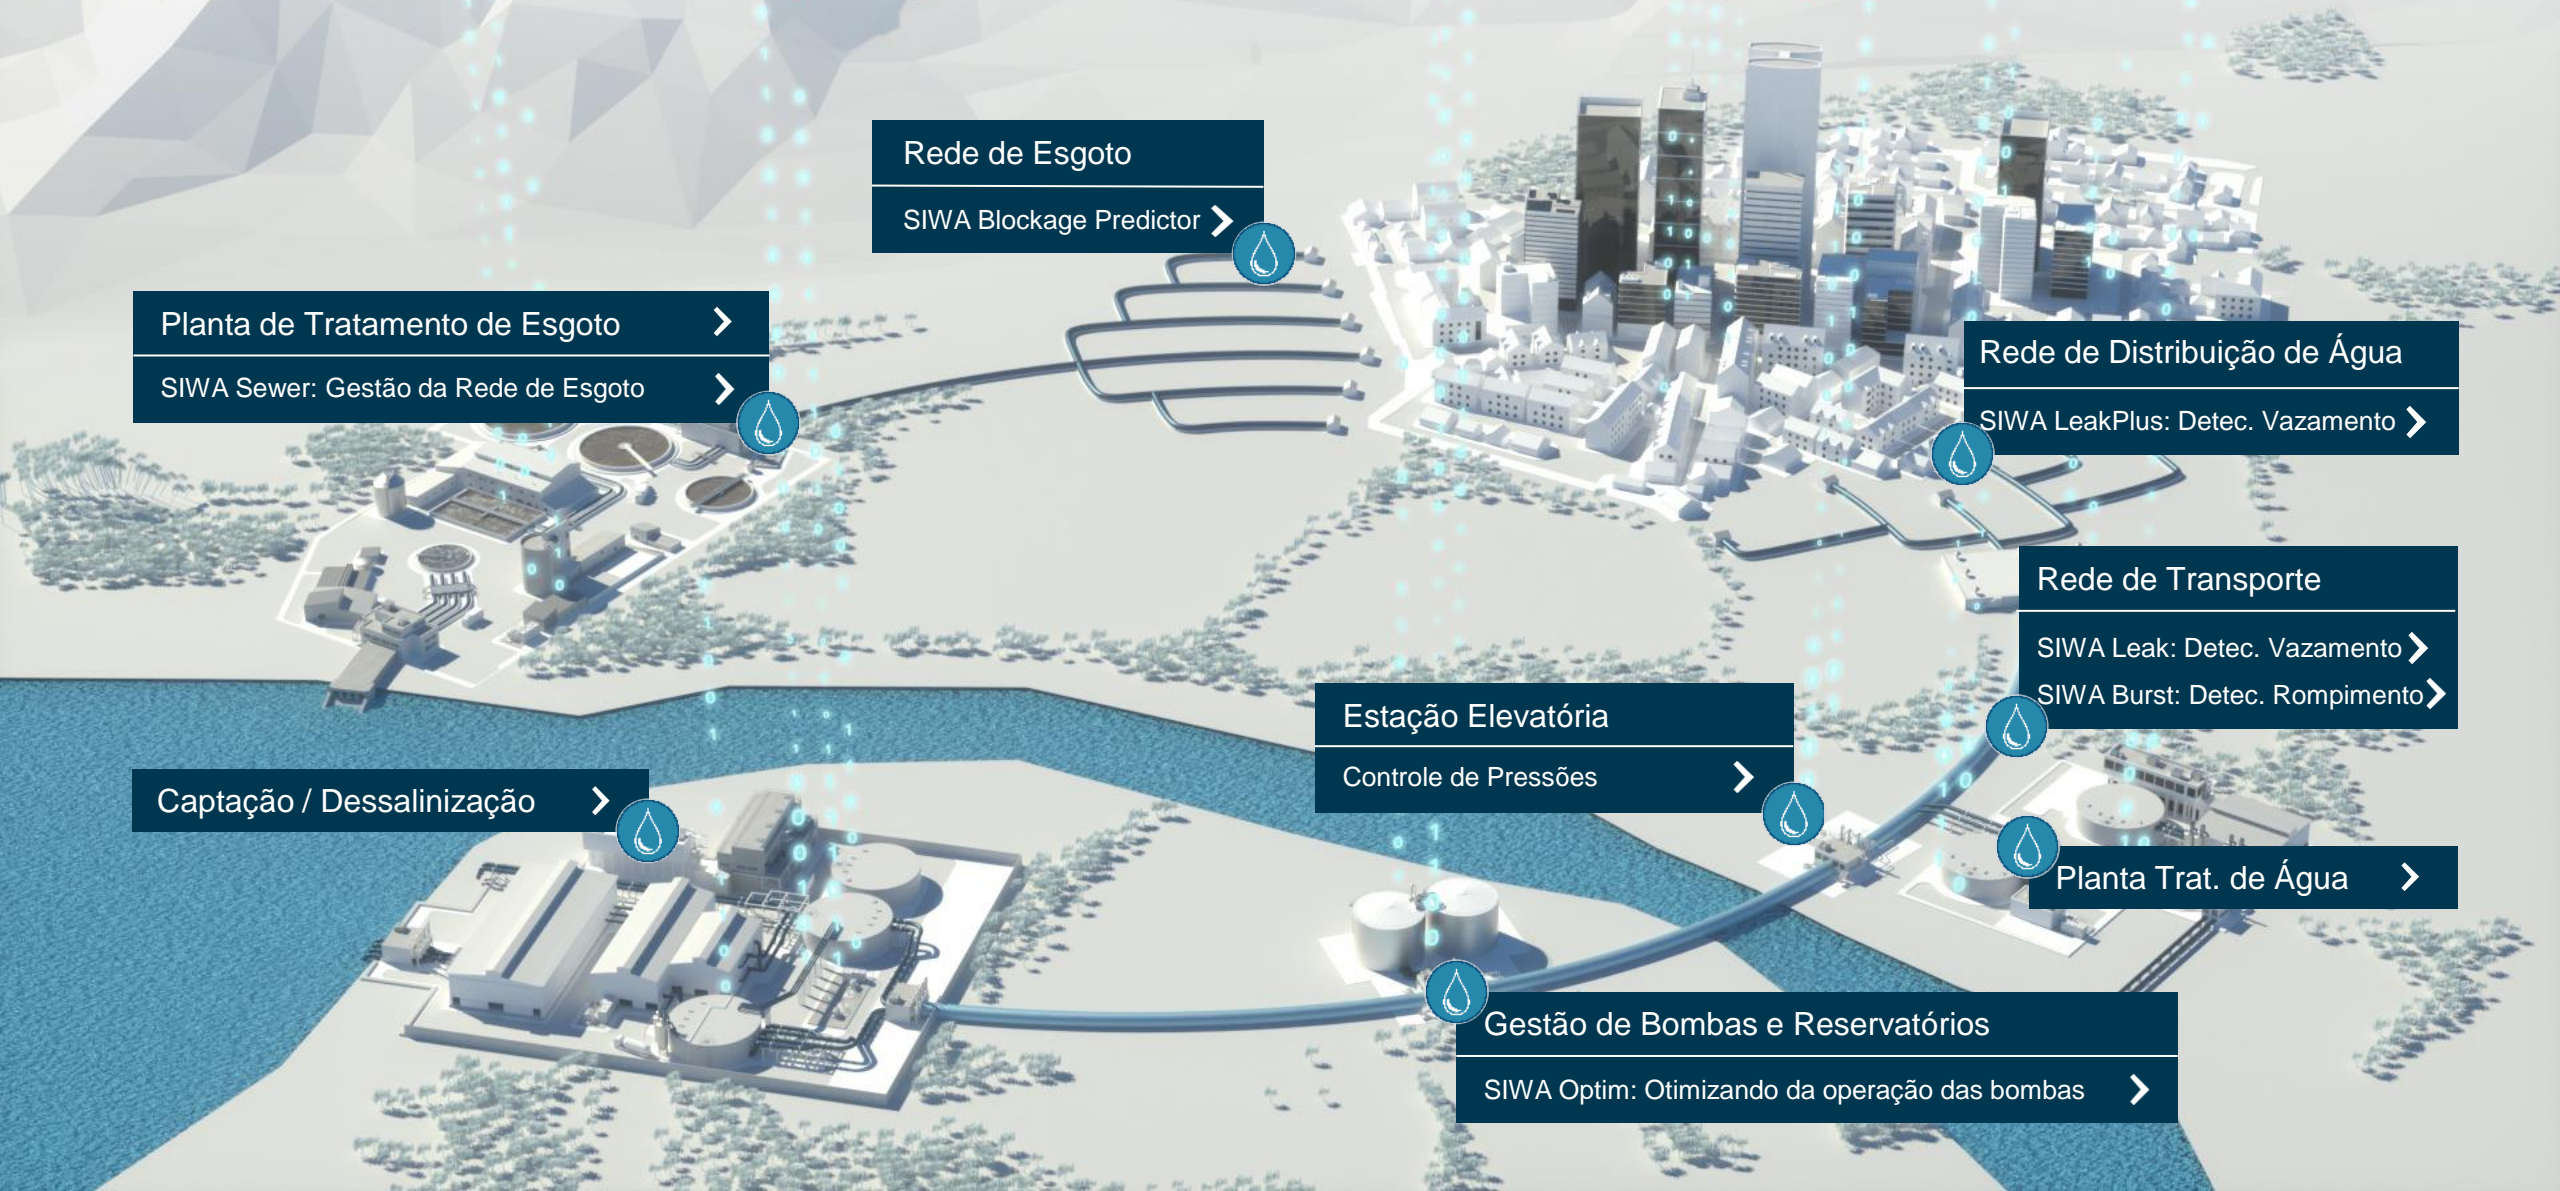 Rede de Esgoto
SIWA Blockage Predictor
Planta de Tratamento de Esgoto
SIWA Sewer: Gestão da Rede de Esgoto
Rede de Distribuição de Água
SIWA LeakPlus: Detec. Vazamento
Rede de Transporte
SIWA Leak: Detec. Vazamento
SIWA Burst: Detec. Rompimento
Estação Elevatória
Controle de Pressões
Captação / Dessalinização
Planta Trat. de Água
Gestão de Bombas e Reservatórios
SIWA Optim: Otimizando da operação das bombas